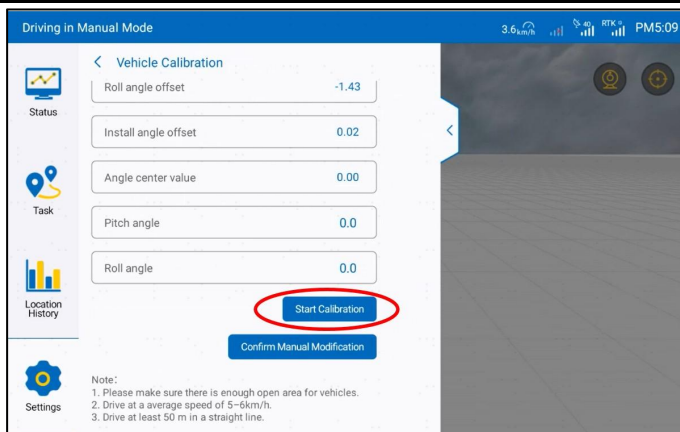 Driving in Manual Mode
3.6 km/h
40
RTK
PM5:09
Vehicle Calibration
Roll angle offset -1.43
Install angle offset 0.02
Angle center value 0.00
Pitch angle 0.0
Roll angle 0.0
Start Calibration
Confirm Manual Modification
Note:
1. Please make sure there is enough open area for vehicles.
2. Drive at a average speed of 5-6km/h.
3. Drive at least 50 m in a straight line.
Status
Task
Location
History
Settings